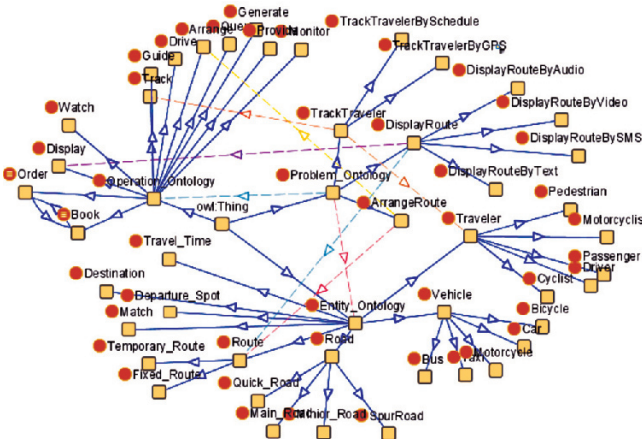 Generate
TrackTravelerBySchedule
Arrange
Drive
Provide
Monitor
Guide
TrackTravelerByGPS
Track
DisplayRouteByAudio
DisplayRouteByVideo
Watch
TrackTraveler
DisplayRoute
DisplayRouteBySMS
Display
Order
Operation_Ontology
Problem_Ontology
DisplayRouteByText
Pedestrian
Book
owl:Thing
ArrangeRoute
Traveler
Motorcyclis
Travel_Time
Passenger
Driver
Destination
Cyclist
Departure_Spot
Entity_Ontology
Vehicle
Bicycle
Match
Car
Temporary_Route
Route
Road
Bus
Motorcycle
Fixed_Route
Quick_Road
Main_Road
SpurRoad